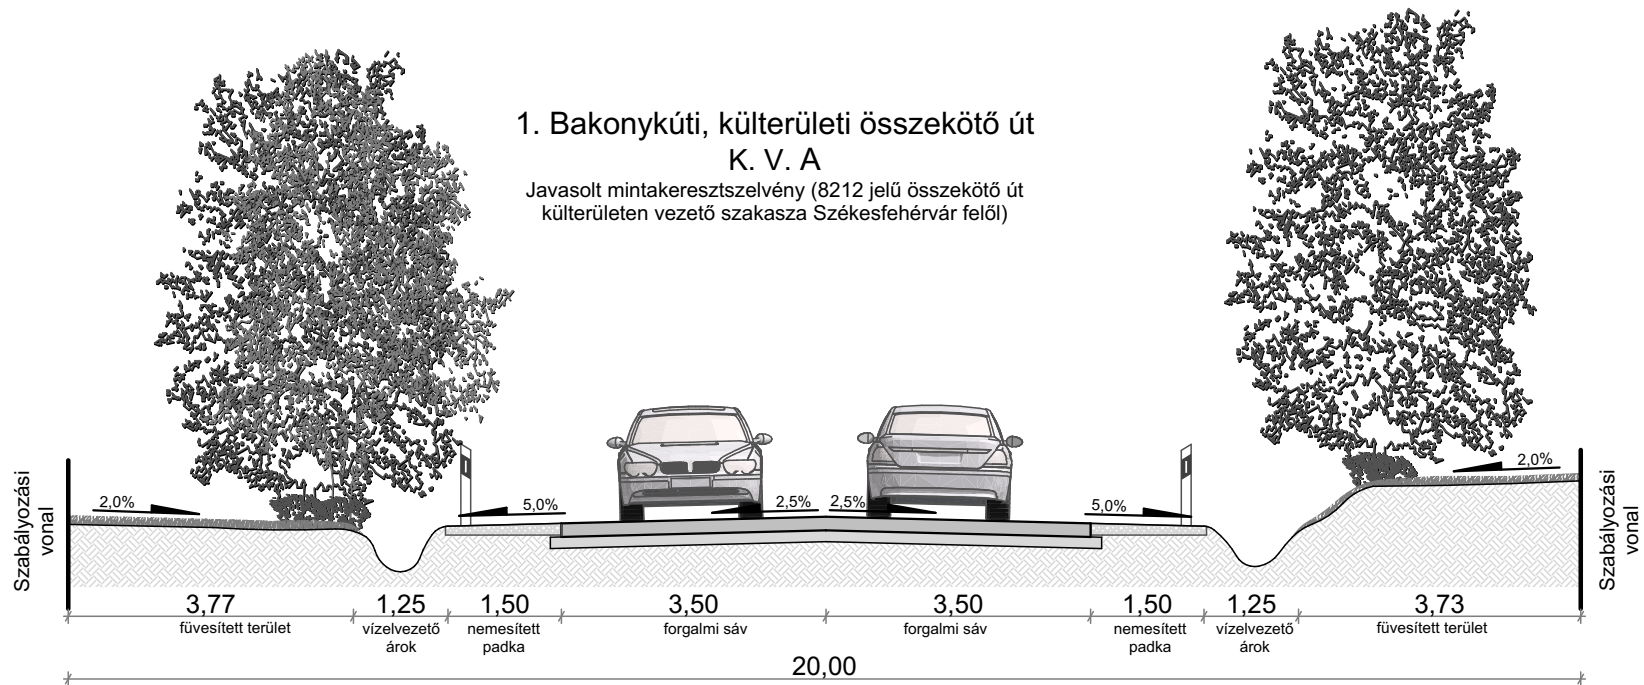 1. Bakonykúti, külterületi összekötő út
K. V. A
Javasolt mintakeresztszelvény (8212 jelű összekötő út
külterületen vezető szakasza Székesfehérvár felől)
Szabályozási
vonal
2,0%
5,0%
2,5%
2,5%
5,0%
2,0%
Szabályozási
vonal
3,77
1,25
1,50
3,50
3,50
1,50
1,25
3,73
füvesített terület
vízelvezető
árok
nemesített
padka
forgalmi sáv
forgalmi sáv
nemesített
padka
vízelvezető
árok
füvesített terület
20,00